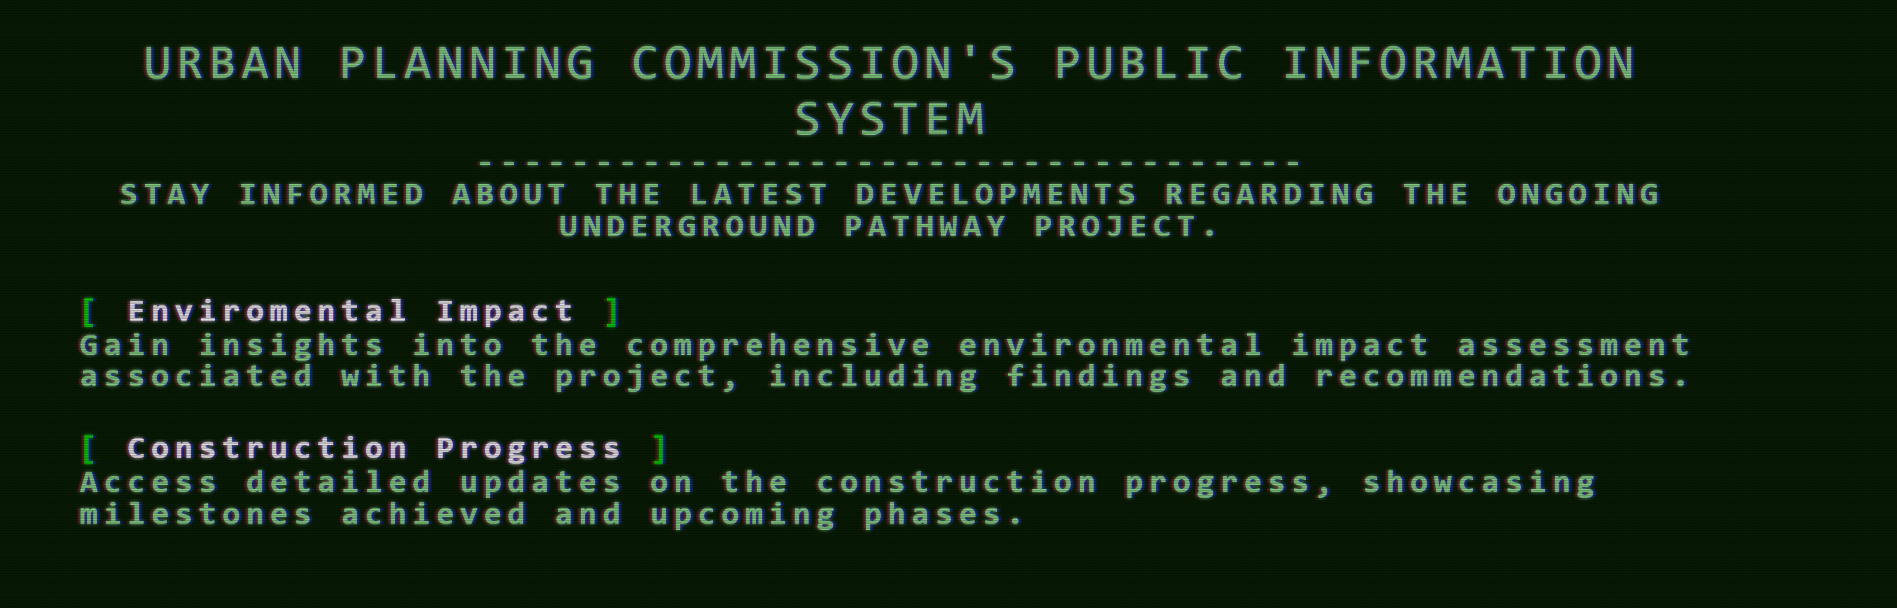 URBAN PLANNING COMMISSION'S PUBLIC INFORMATION
SYSTEM
-----------------------------------
STAY INFORMED ABOUT THE LATEST DEVELOPMENTS REGARDING THE ONGOING
UNDERGROUND PATHWAY PROJECT.
[ Enviromental Impact ]
Gain insights into the comprehensive environmental impact assessment
associated with the project, including findings and recommendations.
[ Construction Progress ]
Access detailed updates on the construction progress, showcasing
milestones achieved and upcoming phases.